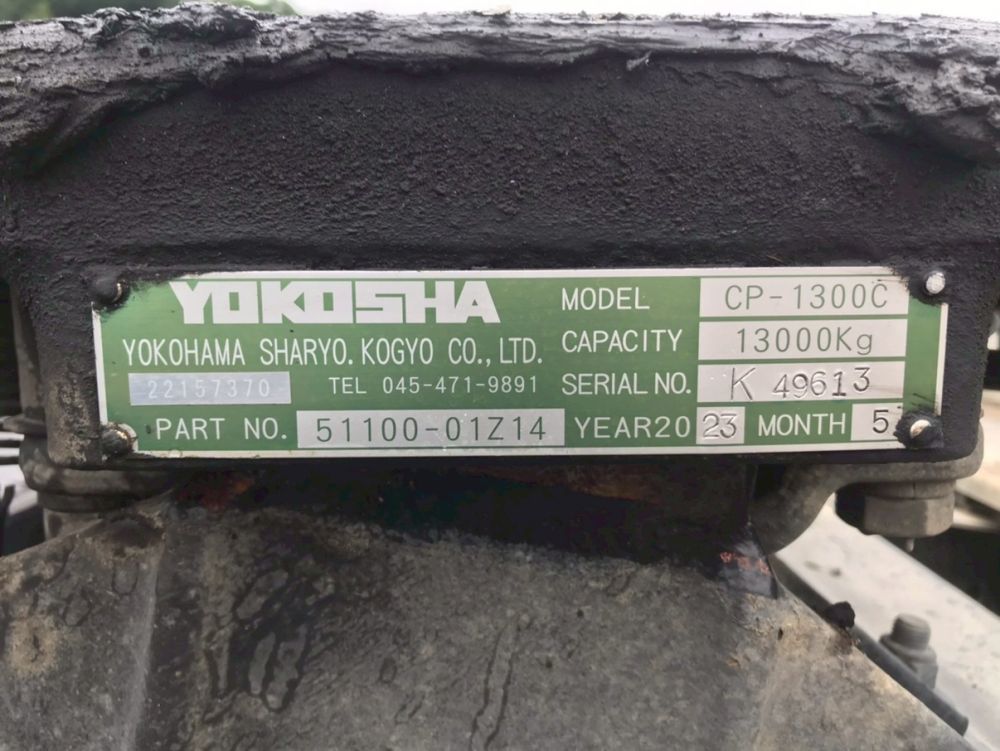 YOKOSHA
YOKOHAMA SHARYO. KOGYO CO., LTD.
22157370 TEL 045-471-9891
MODEL CP-1300C
CAPACITY 13000Kg
SERIAL NO. K 49613
PART NO. 51100-01Z14 YEAR20 23 MONTH 5